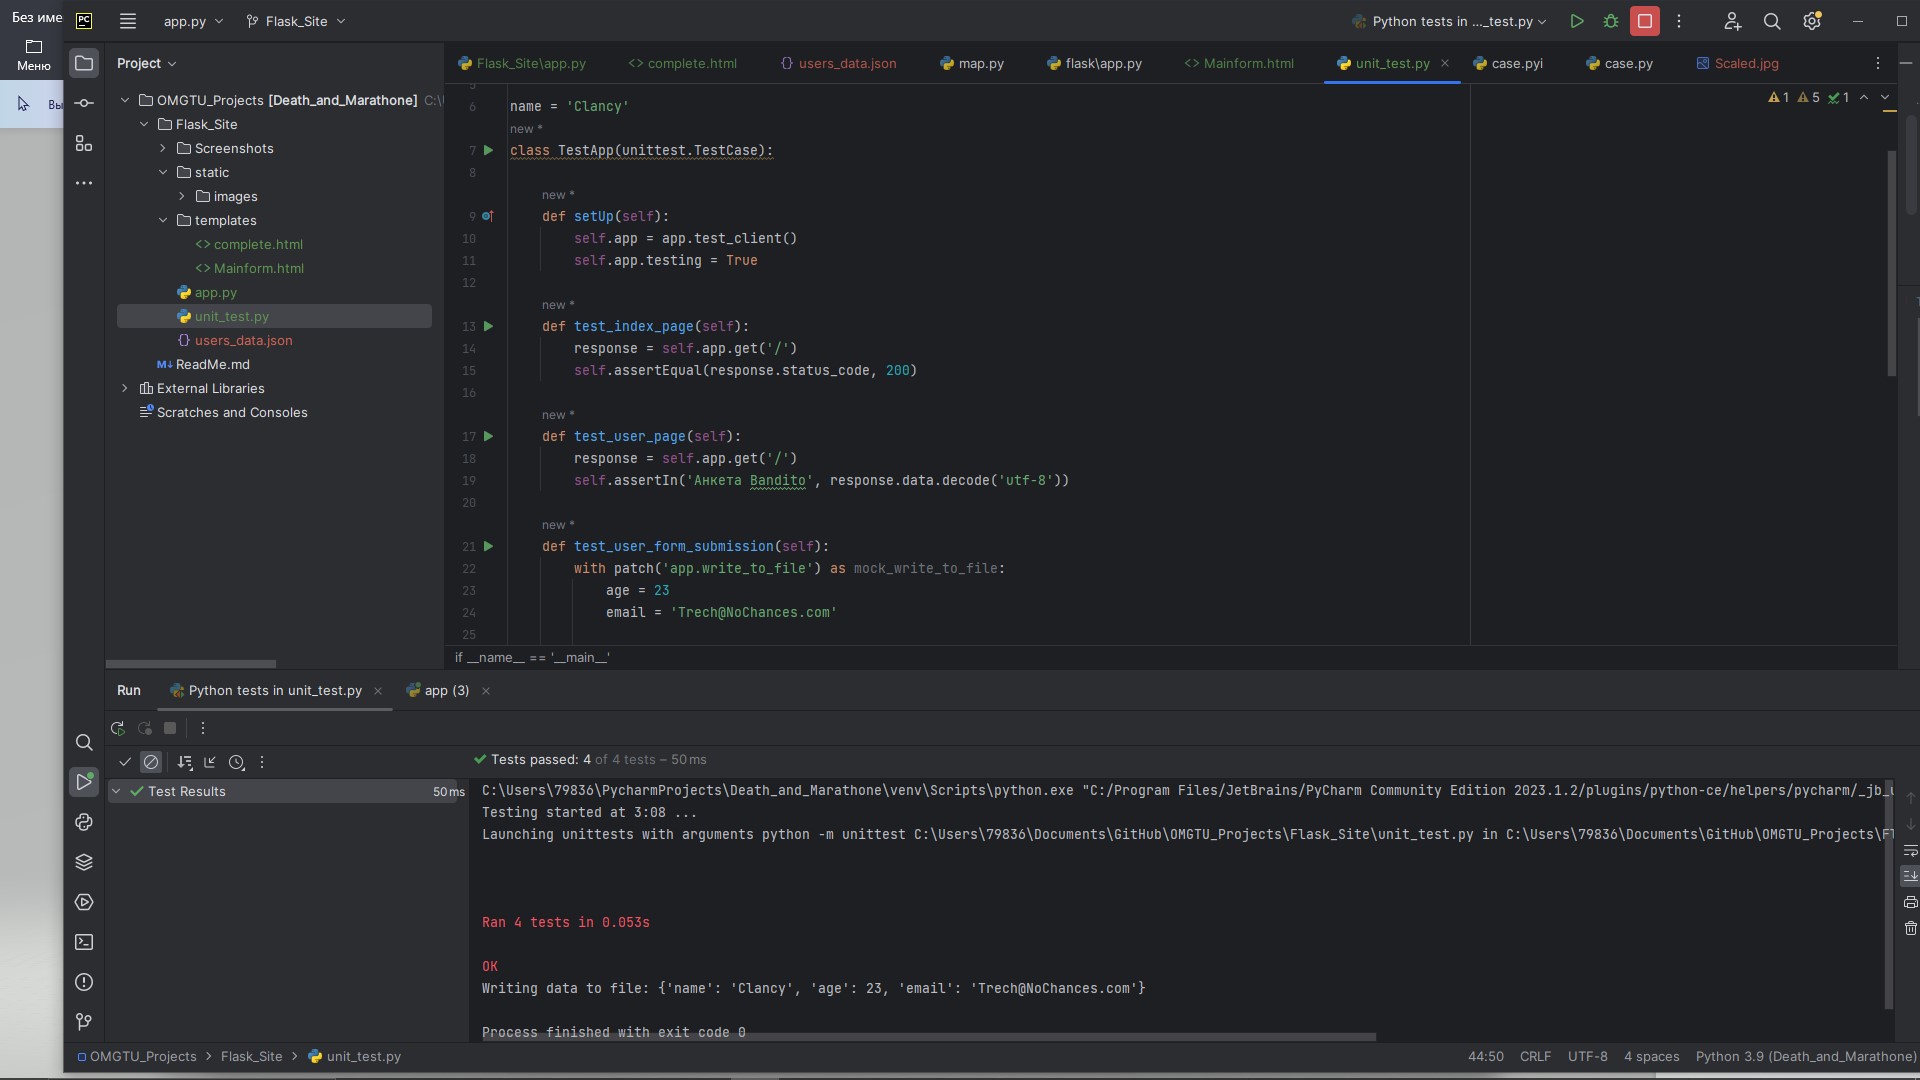 Без име
Меню
Вы
PC app.py Flask_Site Python tests in ..._test.py
Project
Flask_Site\app.py <> complete.html {} users_data.json map.py flask\app.py <> Mainform.html unit_test.py case.pyi case.py Scaled.jpg
OMGTU_Projects [Death_and_Marathone] C:\
Flask_Site
Screenshots
static
images
templates
<> complete.html
<> Mainform.html
app.py
unit_test.py
{} users_data.json
M↓ ReadMe.md
External Libraries
Scratches and Consoles
1 5 1
5
6 name = 'Clancy'
new *
7 class TestApp(unittest.TestCase):
8
new *
9 def setUp(self):
10 self.app = app.test_client()
11 self.app.testing = True
12
new *
13 def test_index_page(self):
14 response = self.app.get('/')
15 self.assertEqual(response.status_code, 200)
16
new *
17 def test_user_page(self):
18 response = self.app.get('/')
19 self.assertIn('Анкета Bandito', response.data.decode('utf-8'))
20
new *
21 def test_user_form_submission(self):
22 with patch('app.write_to_file') as mock_write_to_file:
23 age = 23
24 email = 'Trech@NoChances.com'
25
if __name__ == '__main__'
Run Python tests in unit_test.py app (3)
Tests passed: 4 of 4 tests – 50 ms
Test Results 50 ms
C:\Users\79836\PycharmProjects\Death_and_Marathone\venv\Scripts\python.exe "C:/Program Files/JetBrains/PyCharm Community Edition 2023.1.2/plugins/python-ce/helpers/pycharm/_jb_u
Testing started at 3:08 ...
Launching unittests with arguments python -m unittest C:\Users\79836\Documents\GitHub\OMGTU_Projects\Flask_Site\unit_test.py in C:\Users\79836\Documents\GitHub\OMGTU_Projects\Fl
Ran 4 tests in 0.053s
OK
Writing data to file: {'name': 'Clancy', 'age': 23, 'email': 'Trech@NoChances.com'}
Process finished with exit code 0
OMGTU_Projects > Flask_Site > unit_test.py 44:50 CRLF UTF-8 4 spaces Python 3.9 (Death_and_Marathone)